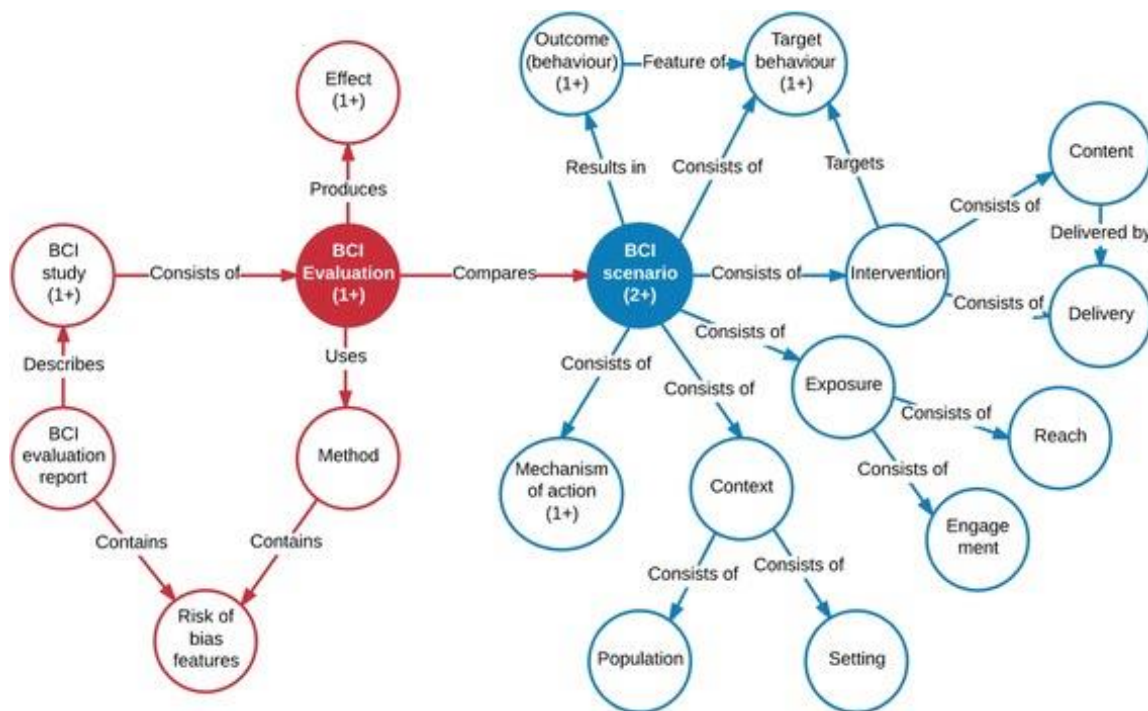 Outcome
(behaviour)
(1+)
Feature of
Target
behaviour
(1+)
Effect
(1+)
Content
Results in
Consists of
Targets
Produces
Consists of
Delivered by
BCI
study
(1+)
Consists of
BCI
Evaluation
(1+)
Compares
BCI
scenario
(2+)
Consists of
Intervention
Consists of
Delivery
Describes
Uses
Consists of
Consists of
Consists of
Exposure
Consists of
Reach
BCI
evaluation
report
Method
Mechanism
of action
(1+)
Context
Consists of
Engage
ment
Contains
Contains
Consists of
Consists of
Risk of
bias
features
Population
Setting